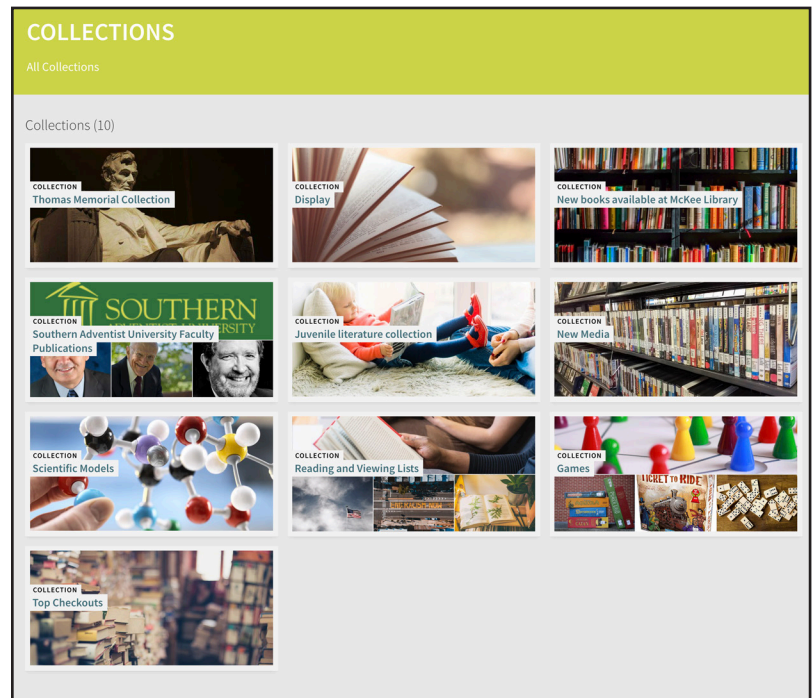 COLLECTIONS
All Collections
Collections (10)
COLLECTION
Thomas Memorial Collection
COLLECTION
Display
COLLECTION
New books available at McKee Library
SOUTHERN
COLLECTION
Southern Adventist University Faculty
Publications
COLLECTION
Juvenile literature collection
COLLECTION
New Media
COLLECTION
Scientific Models
COLLECTION
Reading and Viewing Lists
COLLECTION
Games
TICKET TO RIDE
COLLECTION
Top Checkouts